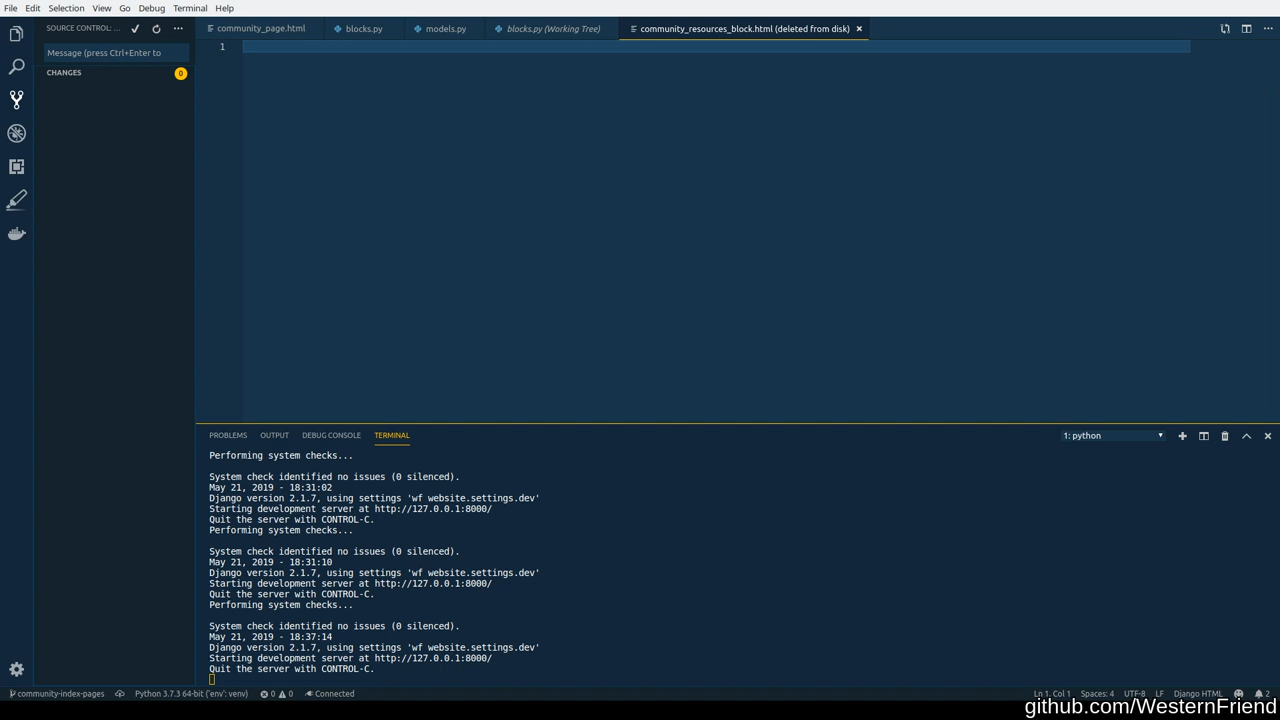 File Edit Selection View Go Debug Terminal Help
SOURCE CONTROL: ...
community_page.html
blocks.py
models.py
blocks.py (Working Tree)
community_resources_block.html (deleted from disk)
Message (press Ctrl+Enter to
CHANGES
0
1
PROBLEMS OUTPUT DEBUG CONSOLE TERMINAL
1: python
Performing system checks...
System check identified no issues (0 silenced).
May 21, 2019 - 18:31:02
Django version 2.1.7, using settings 'wf website.settings.dev'
Starting development server at http://127.0.0.1:8000/
Quit the server with CONTROL-C.
Performing system checks...
System check identified no issues (0 silenced).
May 21, 2019 - 18:31:10
Django version 2.1.7, using settings 'wf website.settings.dev'
Starting development server at http://127.0.0.1:8000/
Quit the server with CONTROL-C.
Performing system checks...
System check identified no issues (0 silenced).
May 21, 2019 - 18:37:14
Django version 2.1.7, using settings 'wf website.settings.dev'
Starting development server at http://127.0.0.1:8000/
Quit the server with CONTROL-C.
community-index-pages
Python 3.7.3 64-bit ('env': venv)
0 0
Connected
Ln 1, Col 1 Spaces: 4 UTF-8 LF Django HTML 2
github.com/WesternFriend